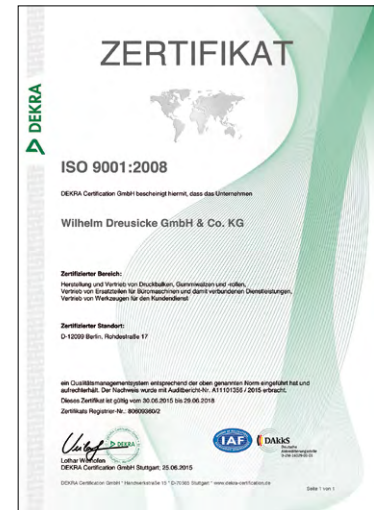 ZERTIFIKAT
DEKRA
ISO 9001:2008
DEKRA Certification GmbH bescheinigt hiermit, dass das Unternehmen
Wilhelm Dreusicke GmbH & Co. KG
Zertifizierter Bereich:
Herstellung und Vertrieb von Druckbalken, Gummiwalzen und -rollen,
Vertrieb von Ersatzteilen für Büromaschinen und damit verbundenen Dienstleistungen,
Vertrieb von Werkzeugen für den Kundendienst
Zertifizierter Standort:
D-12099 Berlin, Rohdestraße 17
ein Qualitätsmanagementsystem entsprechend der oben genannten Norm eingeführt hat und
aufrechterhält. Der Nachweis wurde mit Auditbericht-Nr. A11101356 / 2015 erbracht.
Dieses Zertifikat ist gültig vom 30.06.2015 bis 29.06.2018
Zertifikats Registrier-Nr.: 80609360/2
DEKRA
IAF
DAkkS
Deutsche
Akkreditierungsstelle
Lothar
DEKRA Certification GmbH Stuttgart, 25.06.2015
DEKRA Certification GmbH * Handwerkstraße 15 * D-70565 Stuttgart * www.dekra-certification.de
Seite 1 von 1